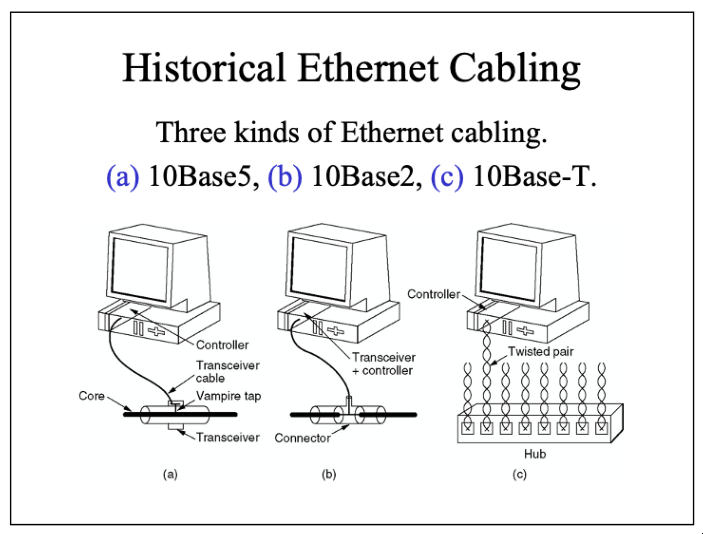 Historical Ethernet Cabling
Three kinds of Ethernet cabling.
(a) 10Base5, (b) 10Base2, (c) 10Base-T.
Controller
Transceiver
cable
Core
Vampire tap
Transceiver
(a)
Transceiver
+ controller
Connector
(b)
Controller
Twisted pair
Hub
(c)